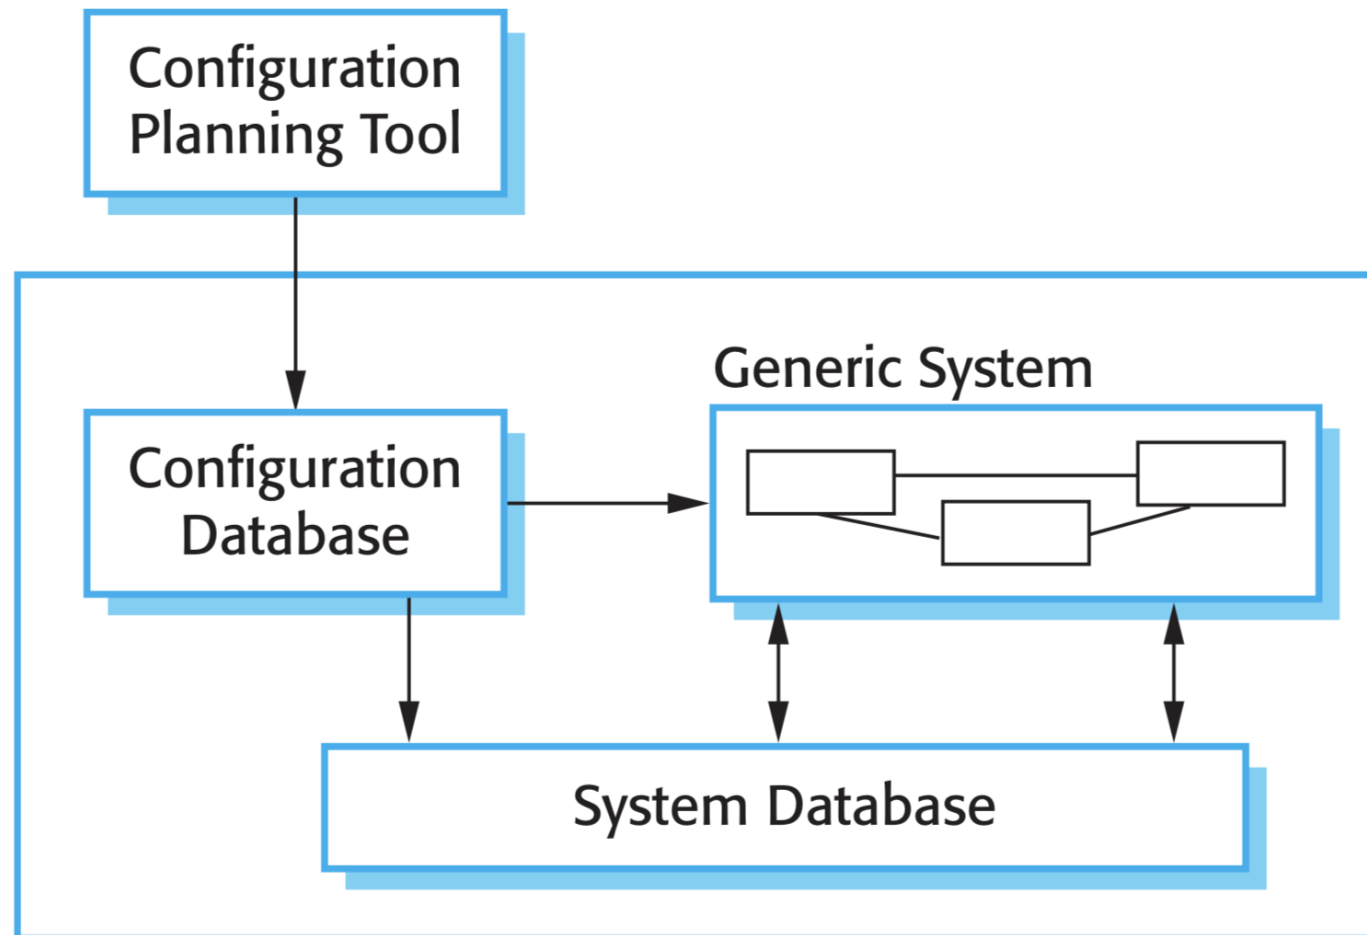 Configuration
Planning Tool
Generic System
Configuration
Database
System Database